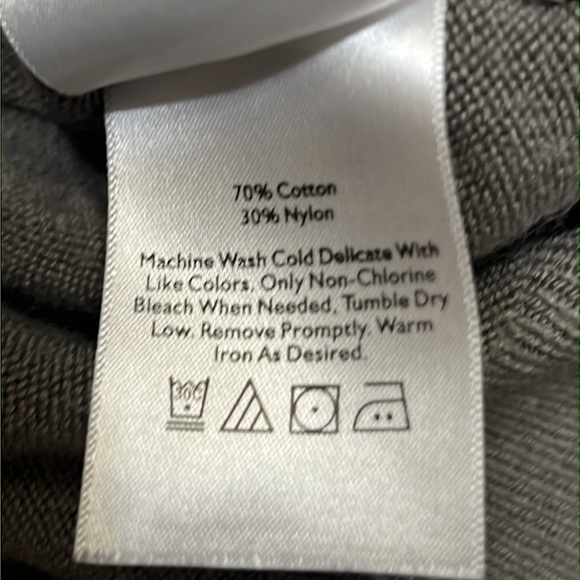 70% Cotton
30% Nylon
Machine Wash Cold Delicate With
Like Colors. Only Non-Chlorine
Bleach When Needed. Tumble Dry
Low. Remove Promptly. Warm
Iron As Desired.
30C